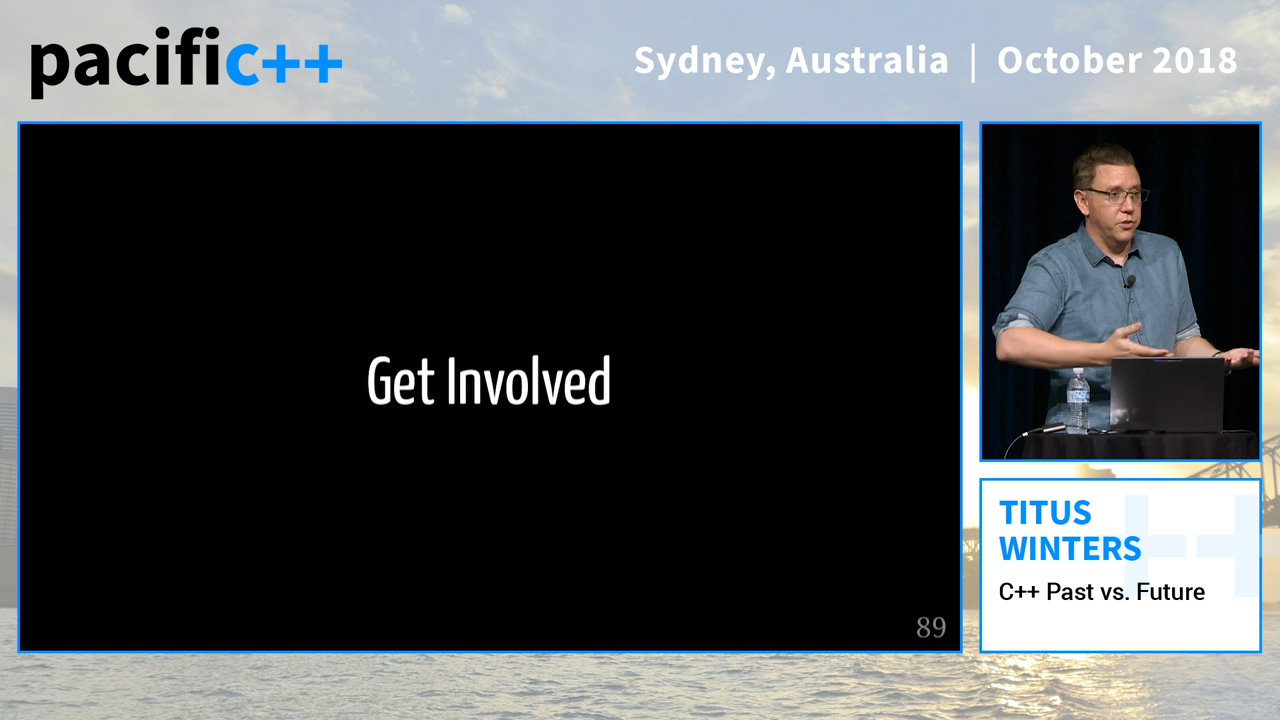 pacific++
Sydney, Australia | October 2018
Get Involved
89
TITUS
WINTERS
C++ Past vs. Future